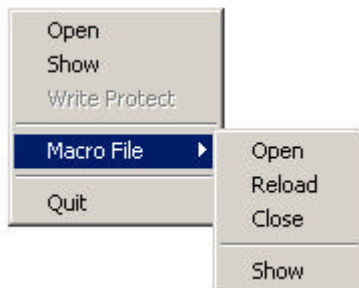 Open
Show
Write Protect
Macro File
Quit
Open
Reload
Close
Show